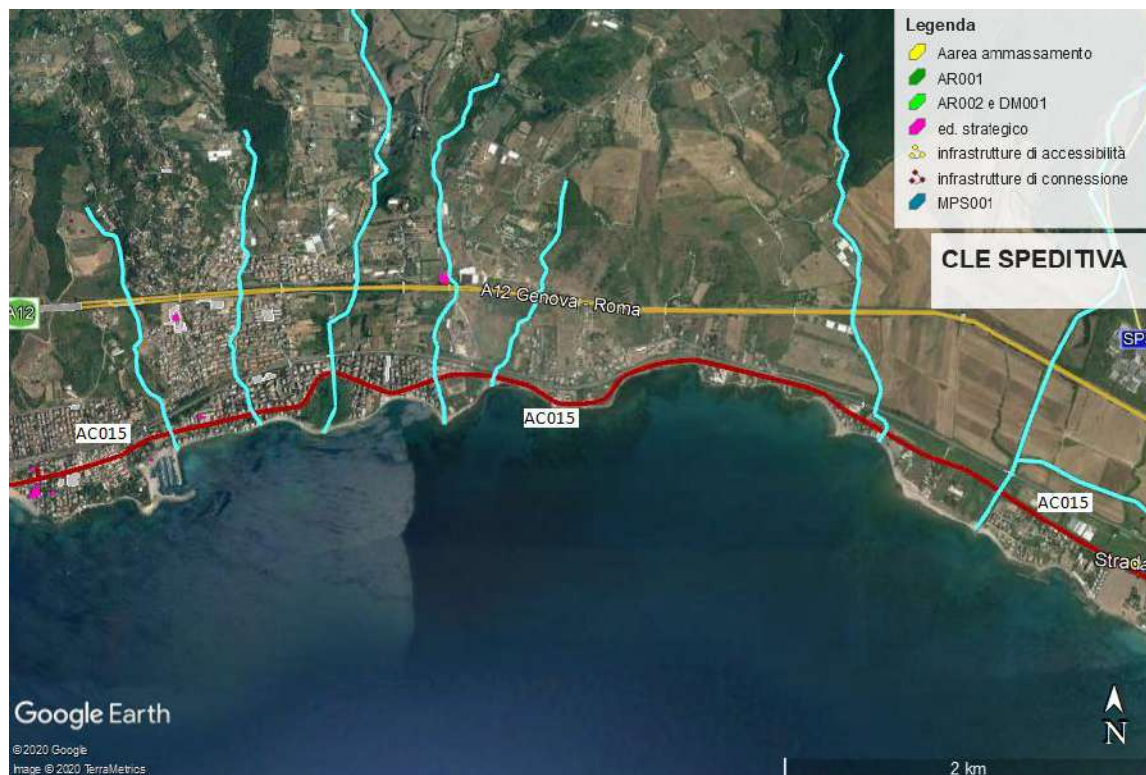 Legenda
Aarea ammassamento
AR001
AR002 e DM001
ed. strategico
infrastrutture di accessibilità
infrastrutture di connessione
MPS001
CLE SPEDITIVA
A12
A12 Genova - Roma
AC015
AC015
AC015
Strada
Google Earth
©2020 Google
Image © 2020 TerraMetrics
N
2 km